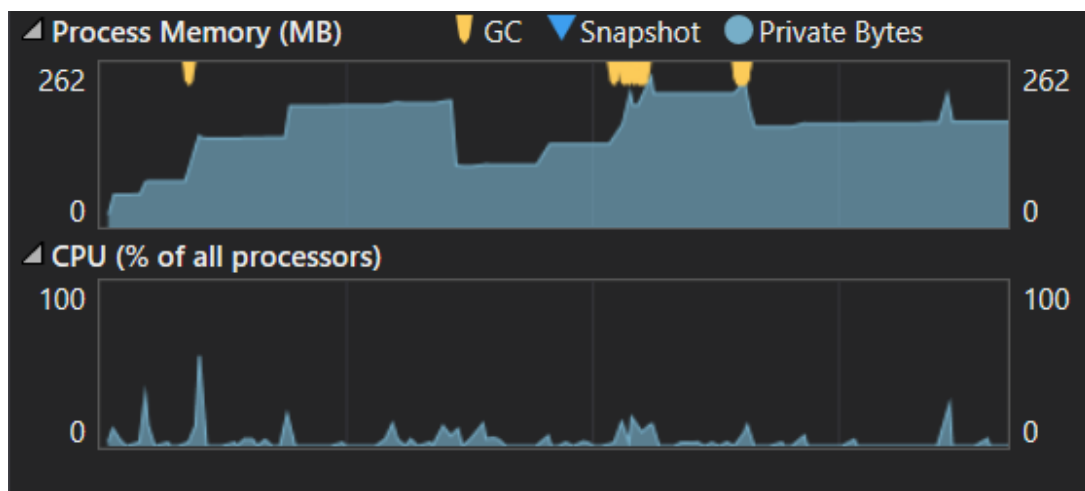 Process Memory (MB) GC Snapshot Private Bytes
262 262
0 0
CPU (% of all processors)
100 100
0 0